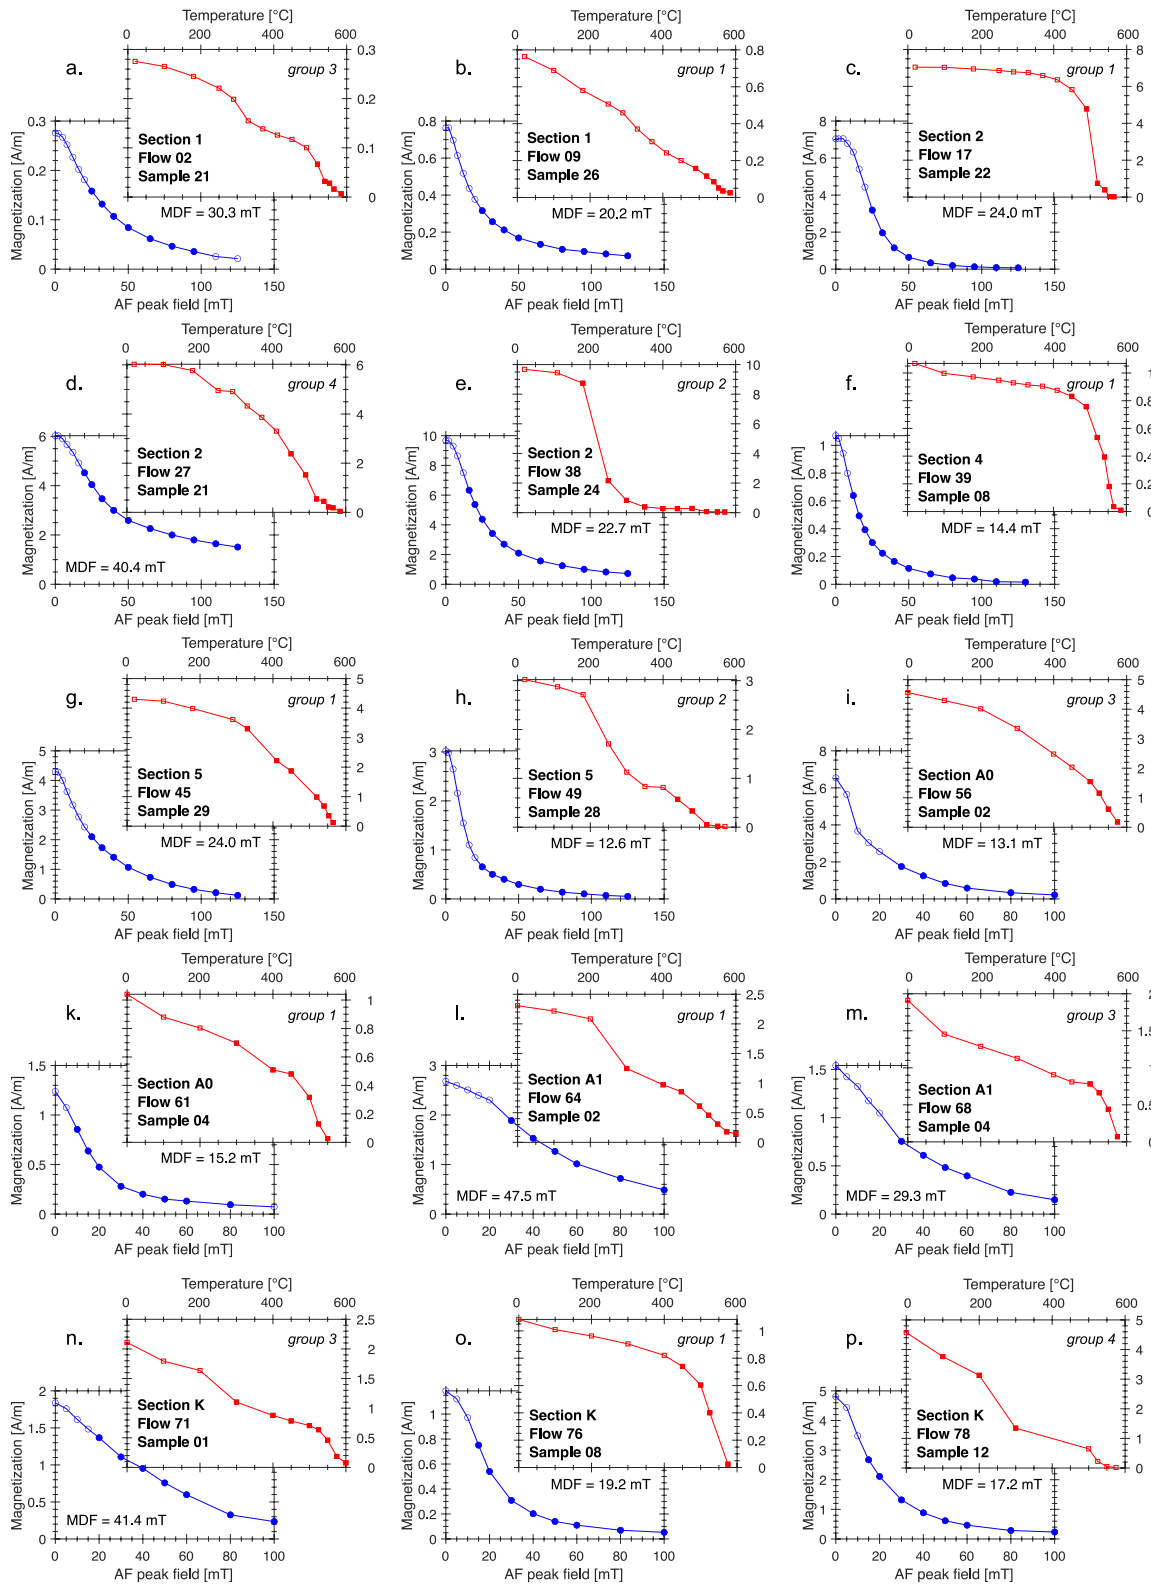 Temperature [°C]
0 200 400 600
a.
group 3
0.3
0.2
0.1
0
Section 1
Flow 02
Sample 21
MDF = 30.3 mT
Magnetization [A/m]
0.3
0.2
0.1
0
0 50 100 150
AF peak field [mT]
Temperature [°C]
0 200 400 600
b.
group 1
0.8
0.6
0.4
0.2
0
Section 1
Flow 09
Sample 26
MDF = 20.2 mT
Magnetization [A/m]
0.8
0.6
0.4
0.2
0
0 50 100 150
AF peak field [mT]
Temperature [°C]
0 200 400 600
c.
group 1
8
6
4
2
0
Section 2
Flow 17
Sample 22
MDF = 24.0 mT
Magnetization [A/m]
8
6
4
2
0
0 50 100 150
AF peak field [mT]
Temperature [°C]
0 200 400 600
d.
group 4
6
4
2
0
Section 2
Flow 27
Sample 21
MDF = 40.4 mT
Magnetization [A/m]
6
4
2
0
0 50 100 150
AF peak field [mT]
Temperature [°C]
0 200 400 600
e.
group 2
10
8
6
4
2
0
Section 2
Flow 38
Sample 24
MDF = 22.7 mT
Magnetization [A/m]
10
8
6
4
2
0
0 50 100 150
AF peak field [mT]
Temperature [°C]
0 200 400 600
f.
group 1
1
0.8
0.6
0.4
0.2
0
Section 4
Flow 39
Sample 08
MDF = 14.4 mT
Magnetization [A/m]
1
0.8
0.6
0.4
0.2
0
0 50 100 150
AF peak field [mT]
Temperature [°C]
0 200 400 600
g.
group 1
5
4
3
2
1
0
Section 5
Flow 45
Sample 29
MDF = 24.0 mT
Magnetization [A/m]
5
4
3
2
1
0
0 50 100 150
AF peak field [mT]
Temperature [°C]
0 200 400 600
h.
group 2
3
2
1
0
Section 5
Flow 49
Sample 28
MDF = 12.6 mT
Magnetization [A/m]
3
2
1
0
0 50 100 150
AF peak field [mT]
Temperature [°C]
0 200 400 600
i.
group 3
5
4
3
2
1
0
Section A0
Flow 56
Sample 02
MDF = 13.1 mT
Magnetization [A/m]
8
6
4
2
0
0 20 40 60 80 100
AF peak field [mT]
Temperature [°C]
0 200 400 600
k.
group 1
1
0.8
0.6
0.4
0.2
0
Section A0
Flow 61
Sample 04
MDF = 15.2 mT
Magnetization [A/m]
1.5
1
0.5
0
0 20 40 60 80 100
AF peak field [mT]
Temperature [°C]
0 200 400 600
l.
group 1
2.5
2
1.5
1
0.5
0
Section A1
Flow 64
Sample 02
MDF = 47.5 mT
Magnetization [A/m]
3
2
1
0
0 20 40 60 80 100
AF peak field [mT]
Temperature [°C]
0 200 400 600
m.
group 3
2
1.5
1
0.5
0
Section A1
Flow 68
Sample 04
MDF = 29.3 mT
Magnetization [A/m]
1.5
1
0.5
0
0 20 40 60 80 100
AF peak field [mT]
Temperature [°C]
0 200 400 600
n.
group 3
2.5
2
1.5
1
0.5
0
Section K
Flow 71
Sample 01
MDF = 41.4 mT
Magnetization [A/m]
2
1.5
1
0.5
0
0 20 40 60 80 100
AF peak field [mT]
Temperature [°C]
0 200 400 600
o.
group 1
1
0.8
0.6
0.4
0.2
0
Section K
Flow 76
Sample 08
MDF = 19.2 mT
Magnetization [A/m]
1
0.8
0.6
0.4
0.2
0
0 20 40 60 80 100
AF peak field [mT]
Temperature [°C]
0 200 400 600
p.
group 4
5
4
3
2
1
0
Section K
Flow 78
Sample 12
MDF = 17.2 mT
Magnetization [A/m]
5
4
3
2
1
0
0 20 40 60 80 100
AF peak field [mT]